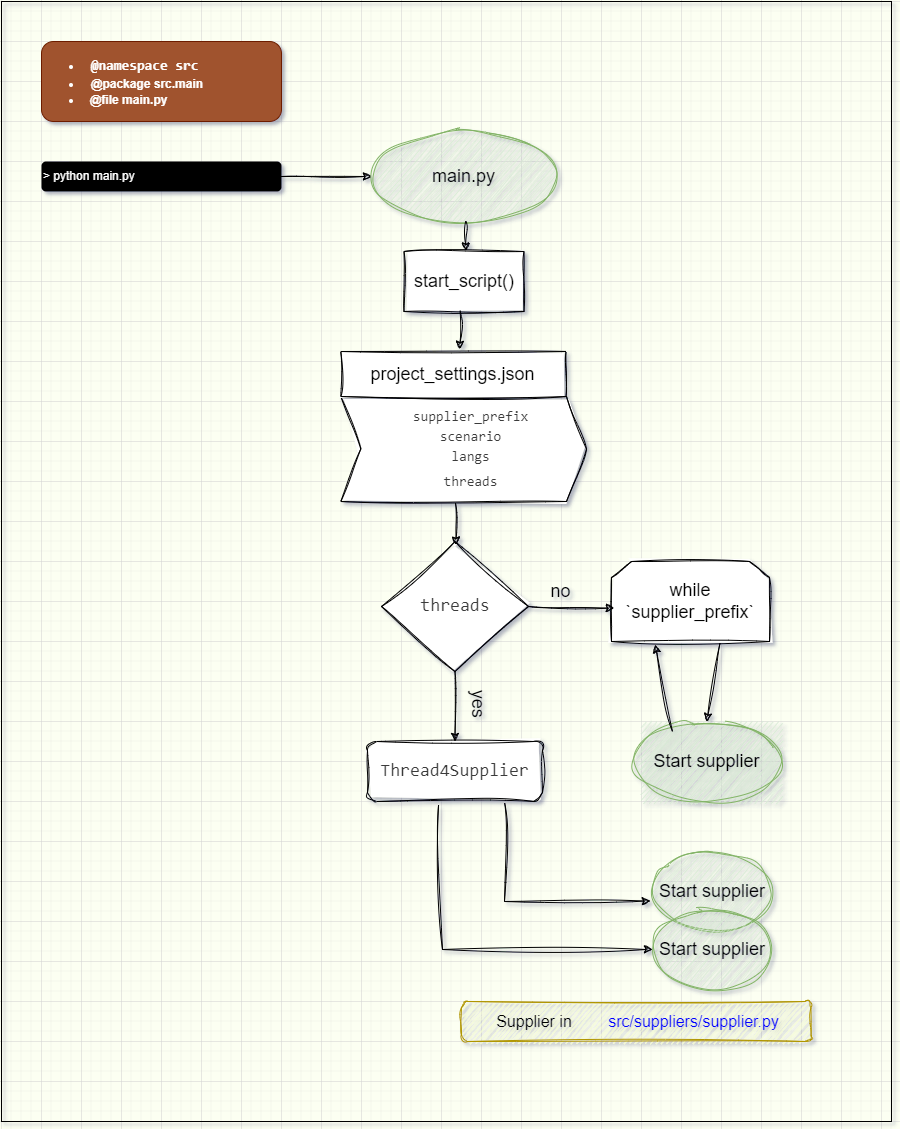 @namespace src
@package src.main
@file main.py
> python main.py
main.py
start_script()
project_settings.json
supplier_prefix
scenario
langs
threads
threads
no
while
`supplier_prefix`
yes
Start supplier
Thread4Supplier
Start supplier
Start supplier
Supplier in src/suppliers/supplier.py